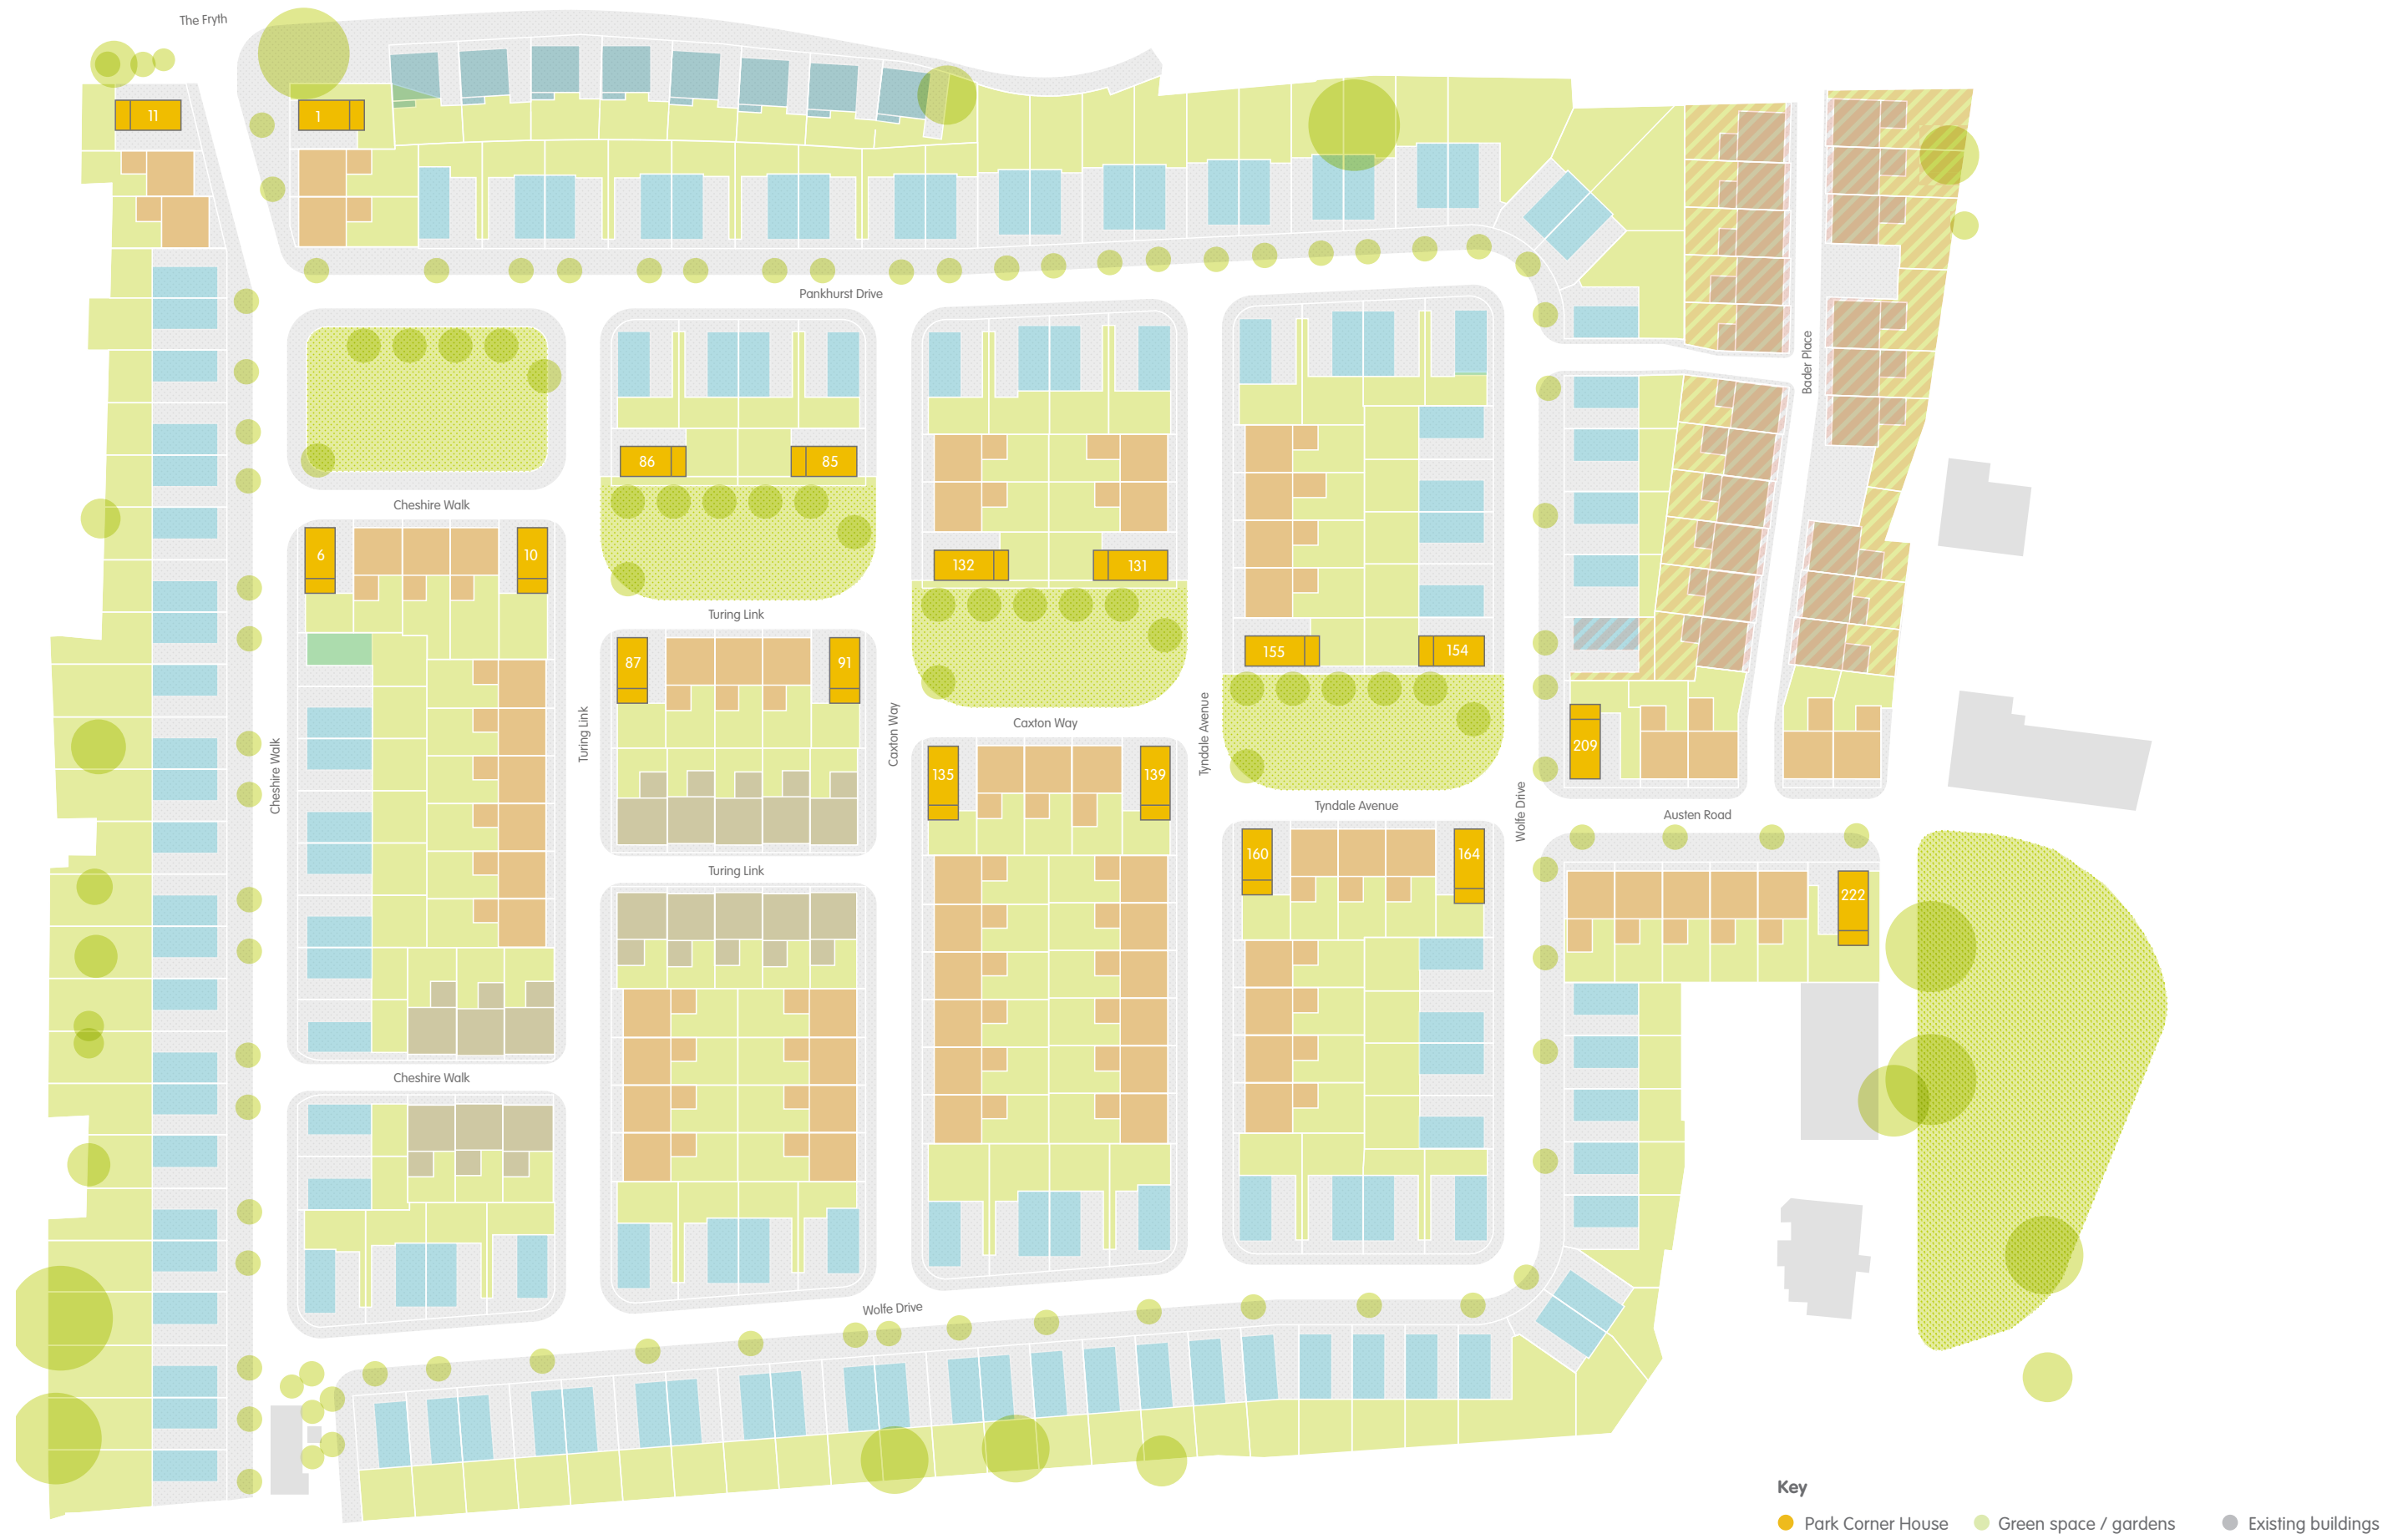 The Fryth
11
1
Pankhurst Drive
Bader Place
86
85
Cheshire Walk
6
10
132
131
Turing Link
87
91
155
154
Cheshire Walk
Turing Link
Caxton Way
Tyndale Avenue
Caxton Way
209
135
139
Wolfe Drive
Tyndale Avenue
Austen Road
160
164
Turing Link
222
Cheshire Walk
Wolfe Drive
Key
Park Corner House
Green space / gardens
Existing buildings